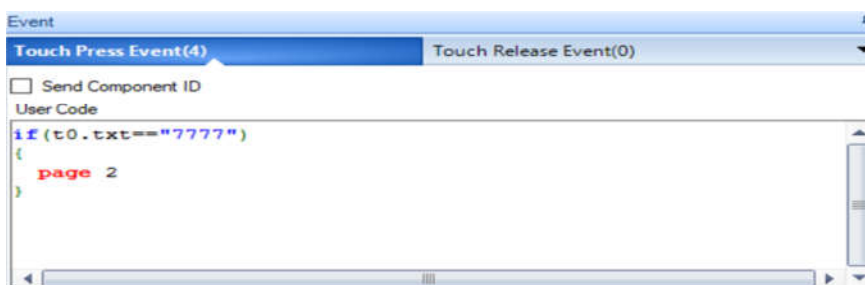 Event
Touch Press Event(4) Touch Release Event(0)
Send Component ID
User Code
if(t0.txt=="7777")
{
page 2
}